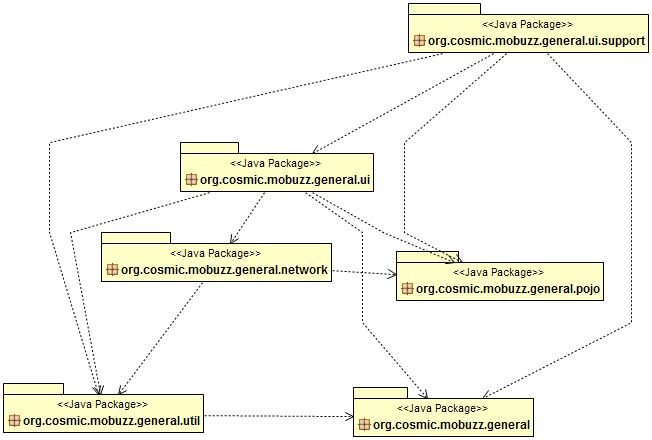 <<Java Package>>
org.cosmic.mobuzz.general.ui.support
<<Java Package>>
org.cosmic.mobuzz.general.ui
<<Java Package>>
org.cosmic.mobuzz.general.network
<<Java Package>>
org.cosmic.mobuzz.general.pojo
<<Java Package>>
org.cosmic.mobuzz.general.util
<<Java Package>>
org.cosmic.mobuzz.general